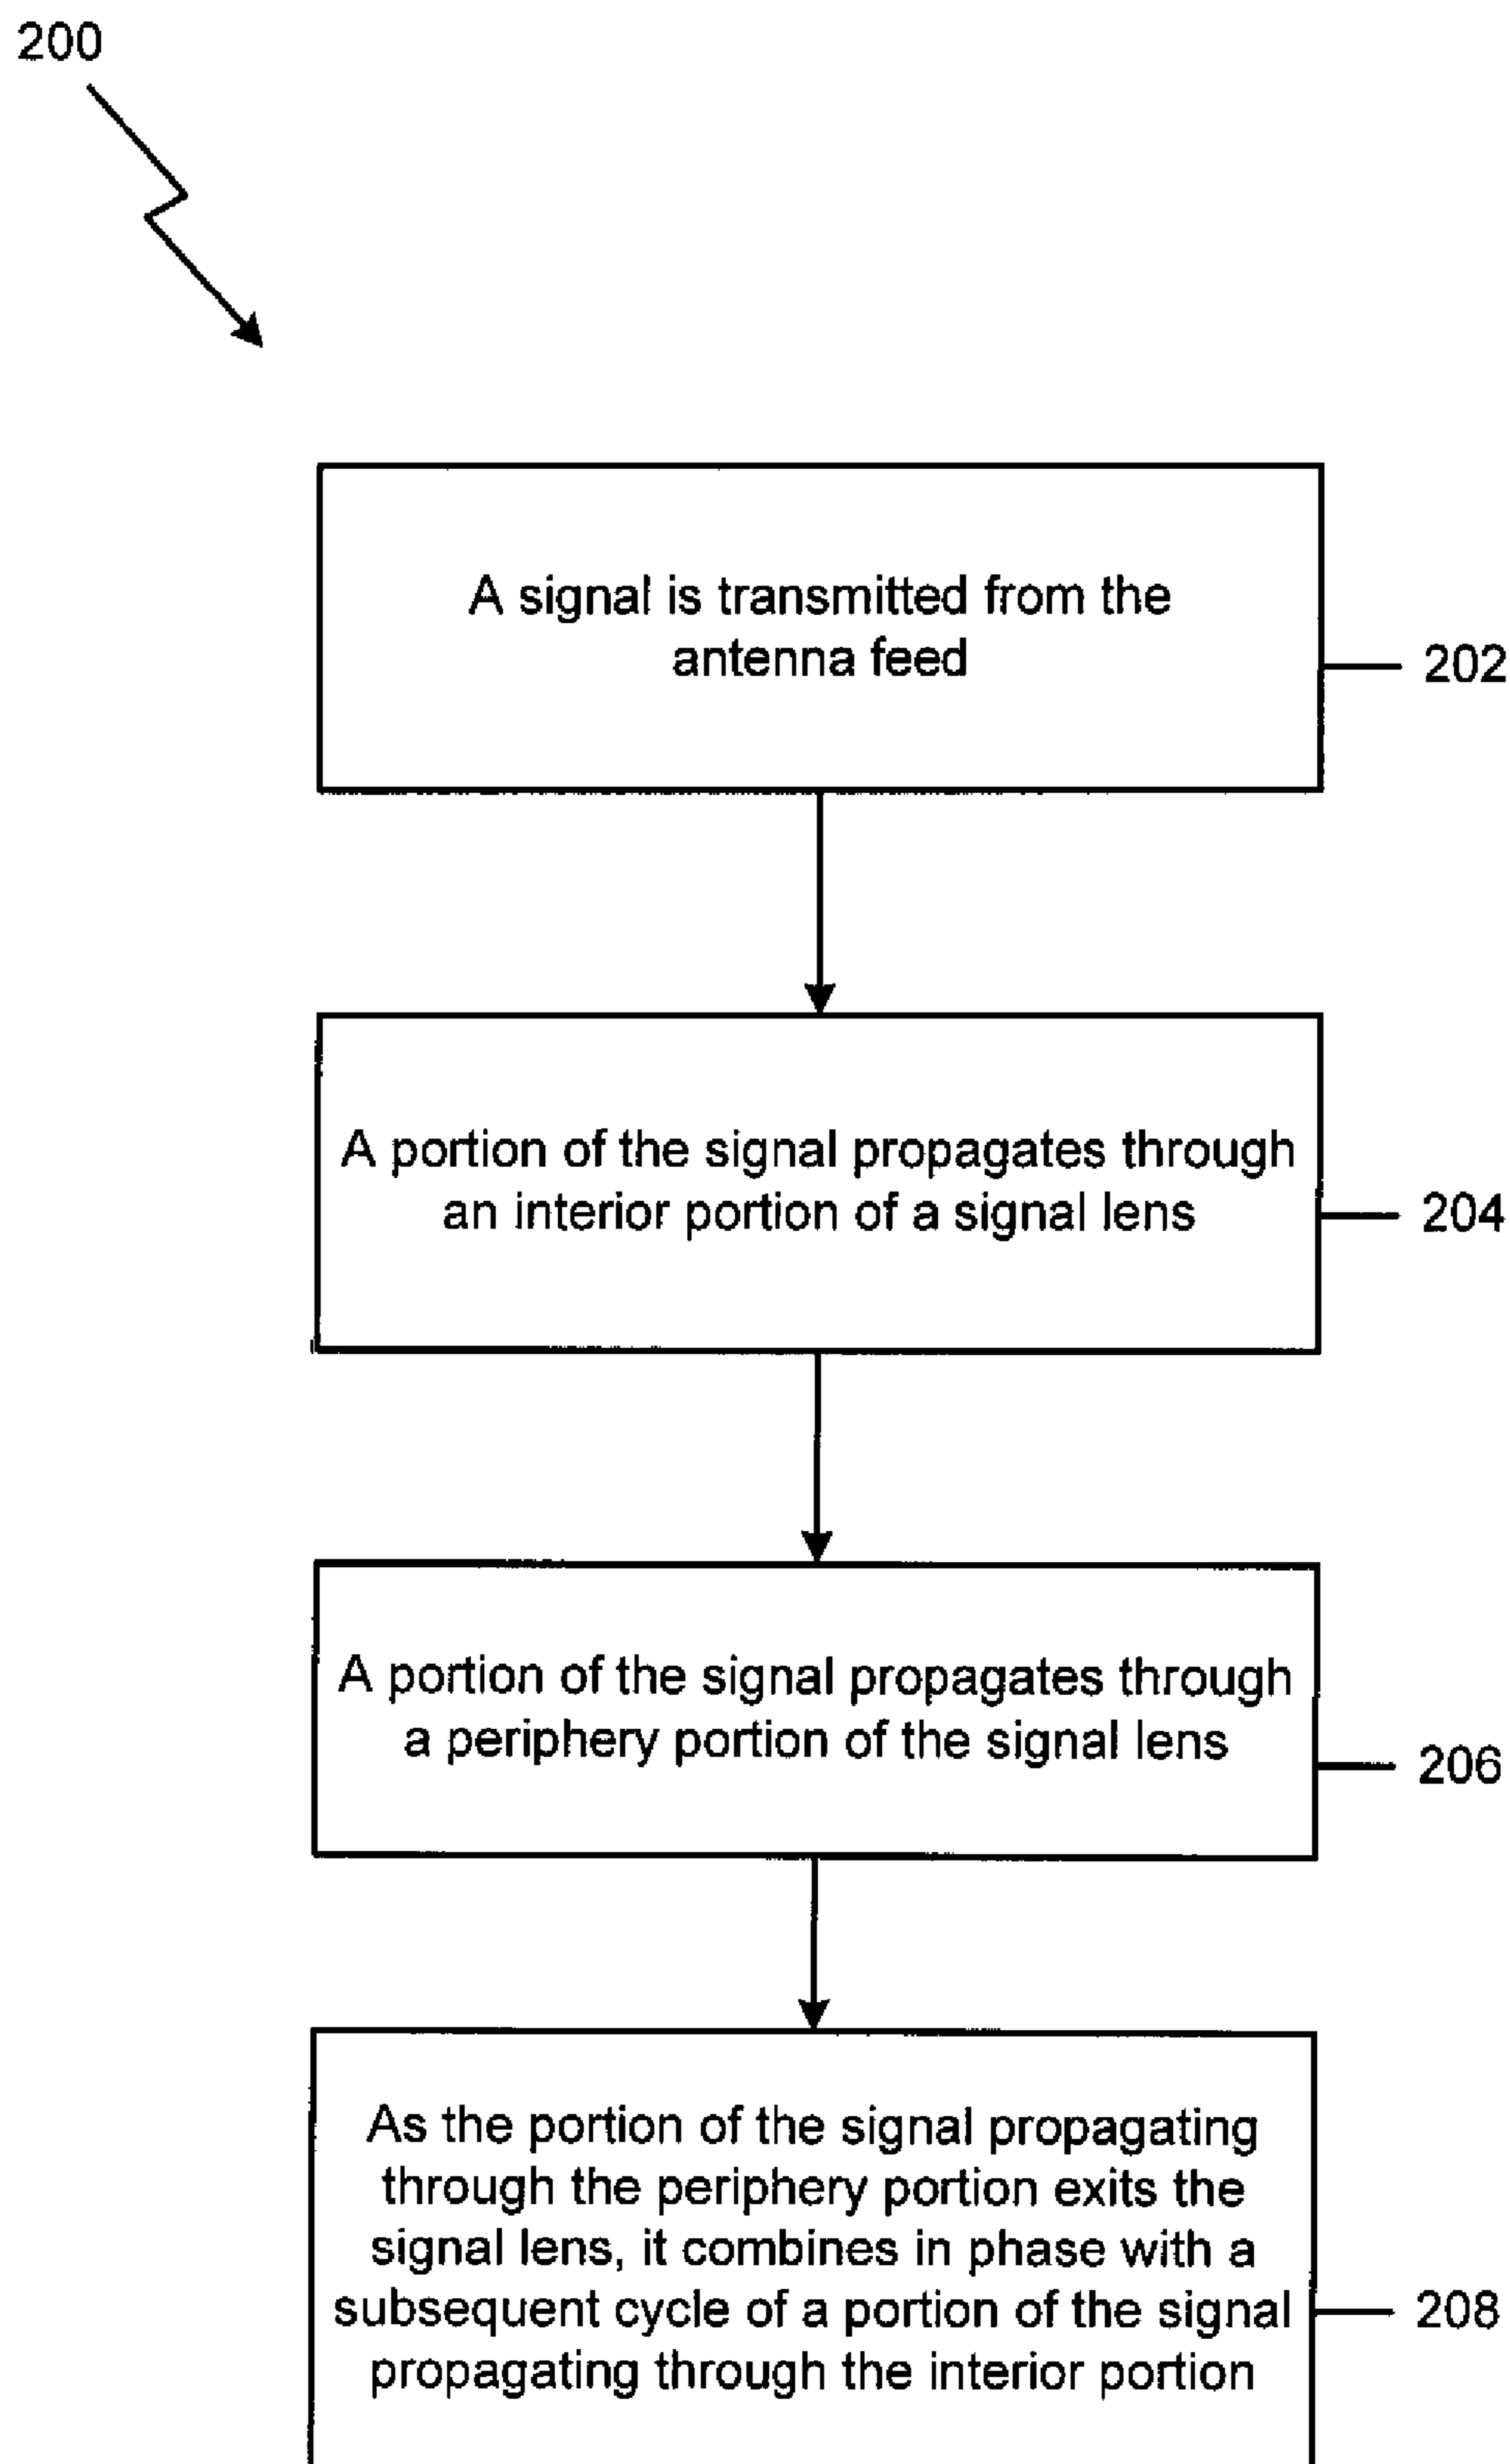 200
A signal is transmitted from the
antenna feed
202
A portion of the signal propagates through
an interior portion of a signal lens
204
A portion of the signal propagates through
a periphery portion of the signal lens
206
As the portion of the signal propagating
through the periphery portion exits the
signal lens, it combines in phase with a
subsequent cycle of a portion of the signal
propagating through the interior portion
208